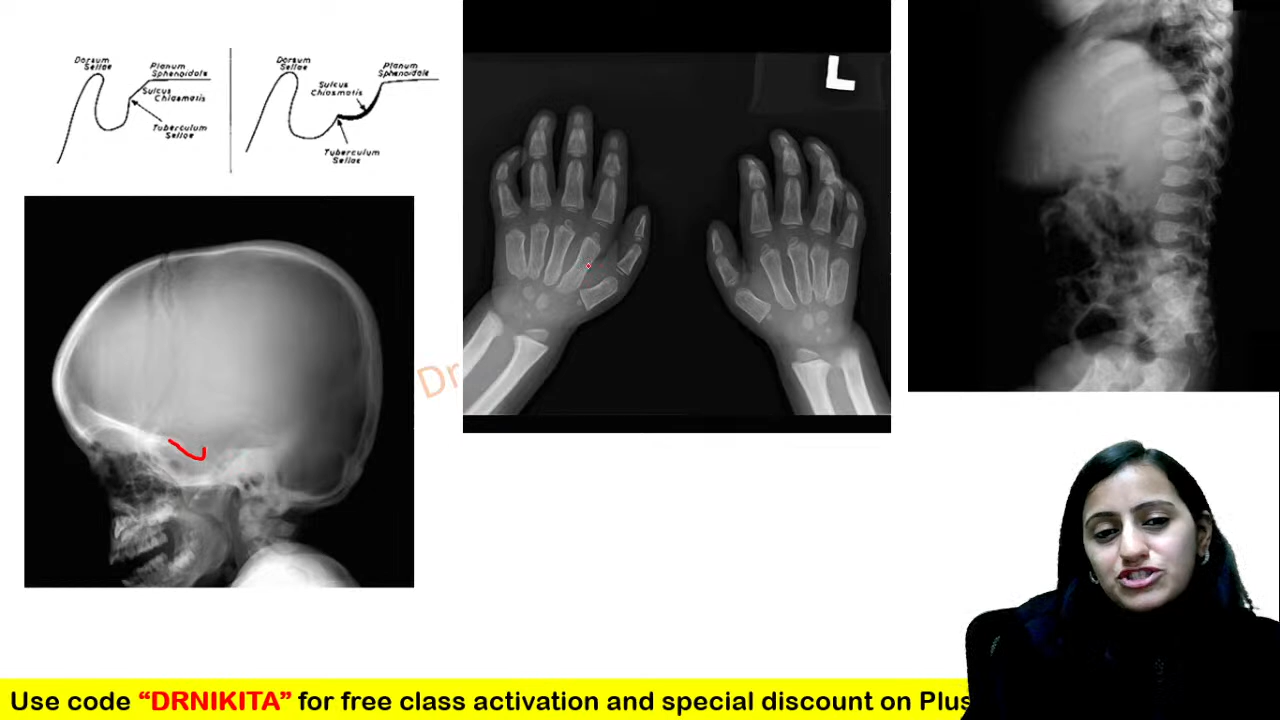 Dorsum
Sellae
Planum
Sphenoidale
Sulcus
Chiasmatis
Tuberculum
Sellae
Dorsum
Sellae
Planum
Sphenoidale
Sulcus
Chiasmatis
Tuberculum
Sellae
L
Dr
Use code “DRNIKITA” for free class activation and special discount on Plus